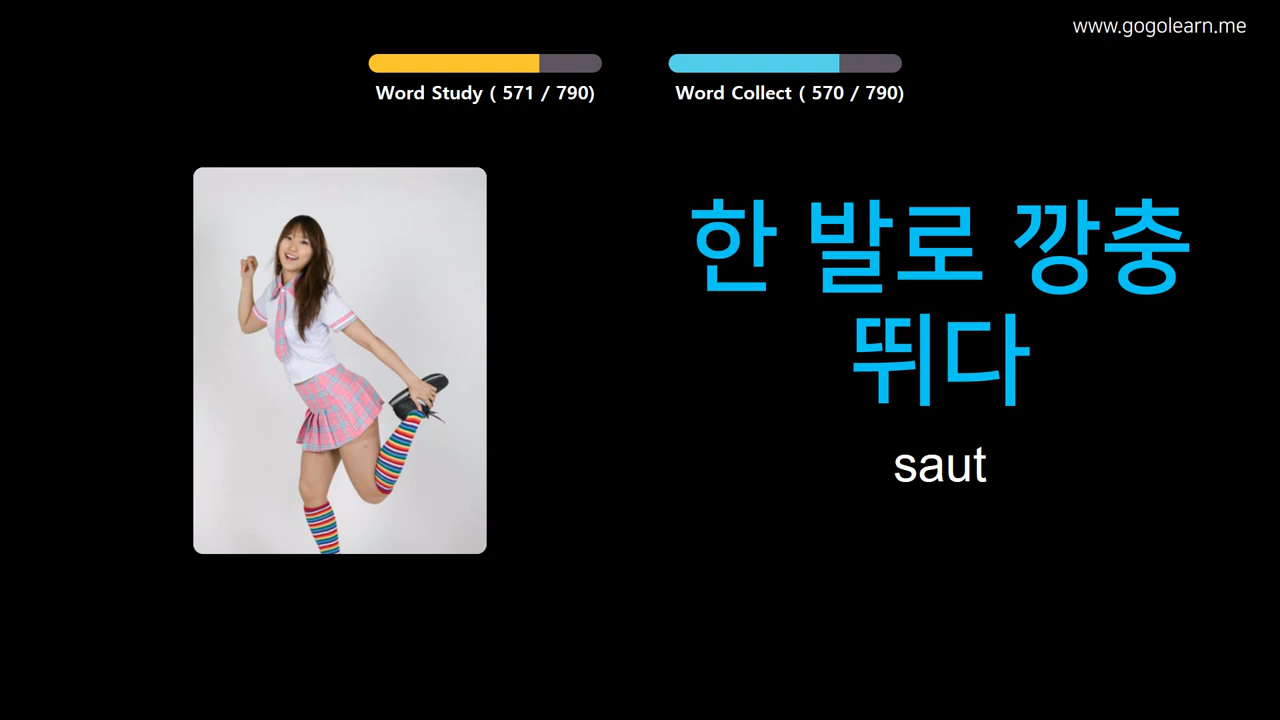 www.gogolearn.me
Word Study ( 571 / 790)
Word Collect ( 570 / 790)
한 발로 깡충
뛰다
saut